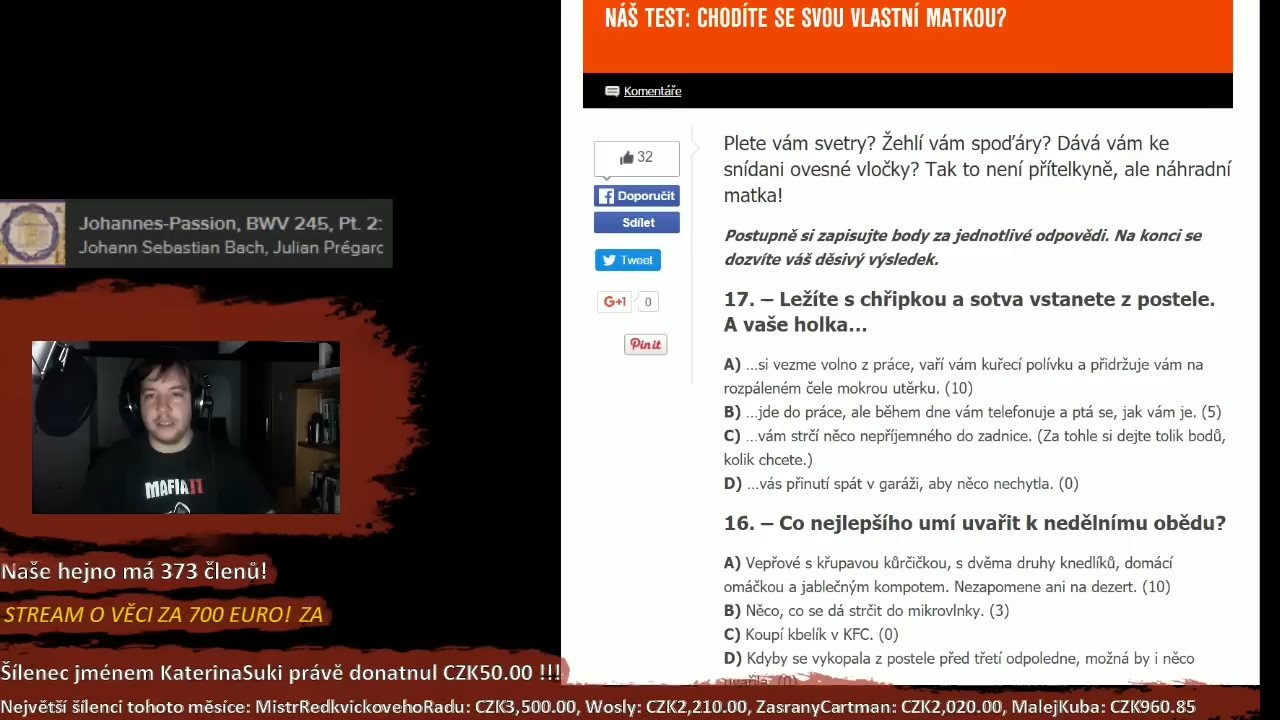 NÁŠ TEST: CHODÍTE SE SVOU VLASTNÍ MATKOU?
Komentáře
32
Doporučit
Sdílet
Tweet
G+1 0
Pin it
Plete vám svetry? Žehlí vám spoďáry? Dává vám ke
snídani ovesné vločky? Tak to není přítelkyně, ale náhradní
matka!
Postupně si zapisujte body za jednotlivé odpovědi. Na konci se
dozvíte váš děsivý výsledek.
17. – Ležíte s chřipkou a sotva vstanete z postele.
A vaše holka...
A) ...si vezme volno z práce, vaří vám kuřecí polívku a přidržuje vám na
rozpáleném čele mokrou utěrku. (10)
B) ...jde do práce, ale během dne vám telefonuje a ptá se, jak vám je. (5)
C) ...vám strčí něco nepříjemného do zadnice. (Za tohle si dejte tolik bodů,
kolik chcete.)
D) ...vás přinutí spát v garáži, aby něco nechytla. (0)
16. – Co nejlepšího umí uvařit k nedělnímu obědu?
A) Vepřové s křupavou kůrčičkou, s dvěma druhy knedlíků, domácí
omáčkou a jablečným kompotem. Nezapomene ani na dezert. (10)
B) Něco, co se dá strčit do mikrovlnky. (3)
C) Koupí kbelík v KFC. (0)
D) Kdyby se vykopala z postele před třetí odpoledne, možná by i něco
uvařila. (0)
Johannes-Passion, BWV 245, Pt. 2:
Johann Sebastian Bach, Julian Prégarc
MAFIA II
Naše hejno má 373 členů!
STREAM O VĚCI ZA 700 EURO! ZA
Šílenec jménem KaterinaSuki právě donatnul CZK50.00 !!!
Největší šílenci tohoto měsíce: MistrRedkvickovehoRadu: CZK3,500.00, Wosly: CZK2,210.00, ZasranyCartman: CZK2,020.00, MalejKuba: CZK960.85